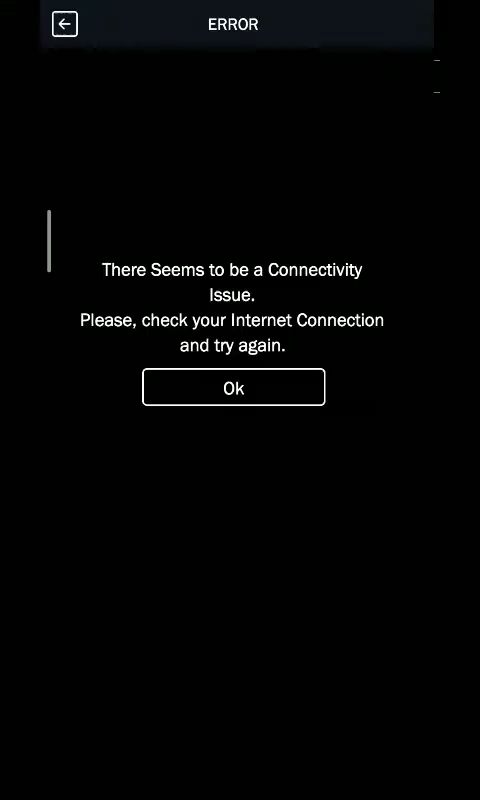 ERROR
There Seems to be a Connectivity
Issue.
Please, check your Internet Connection
and try again.
Ok